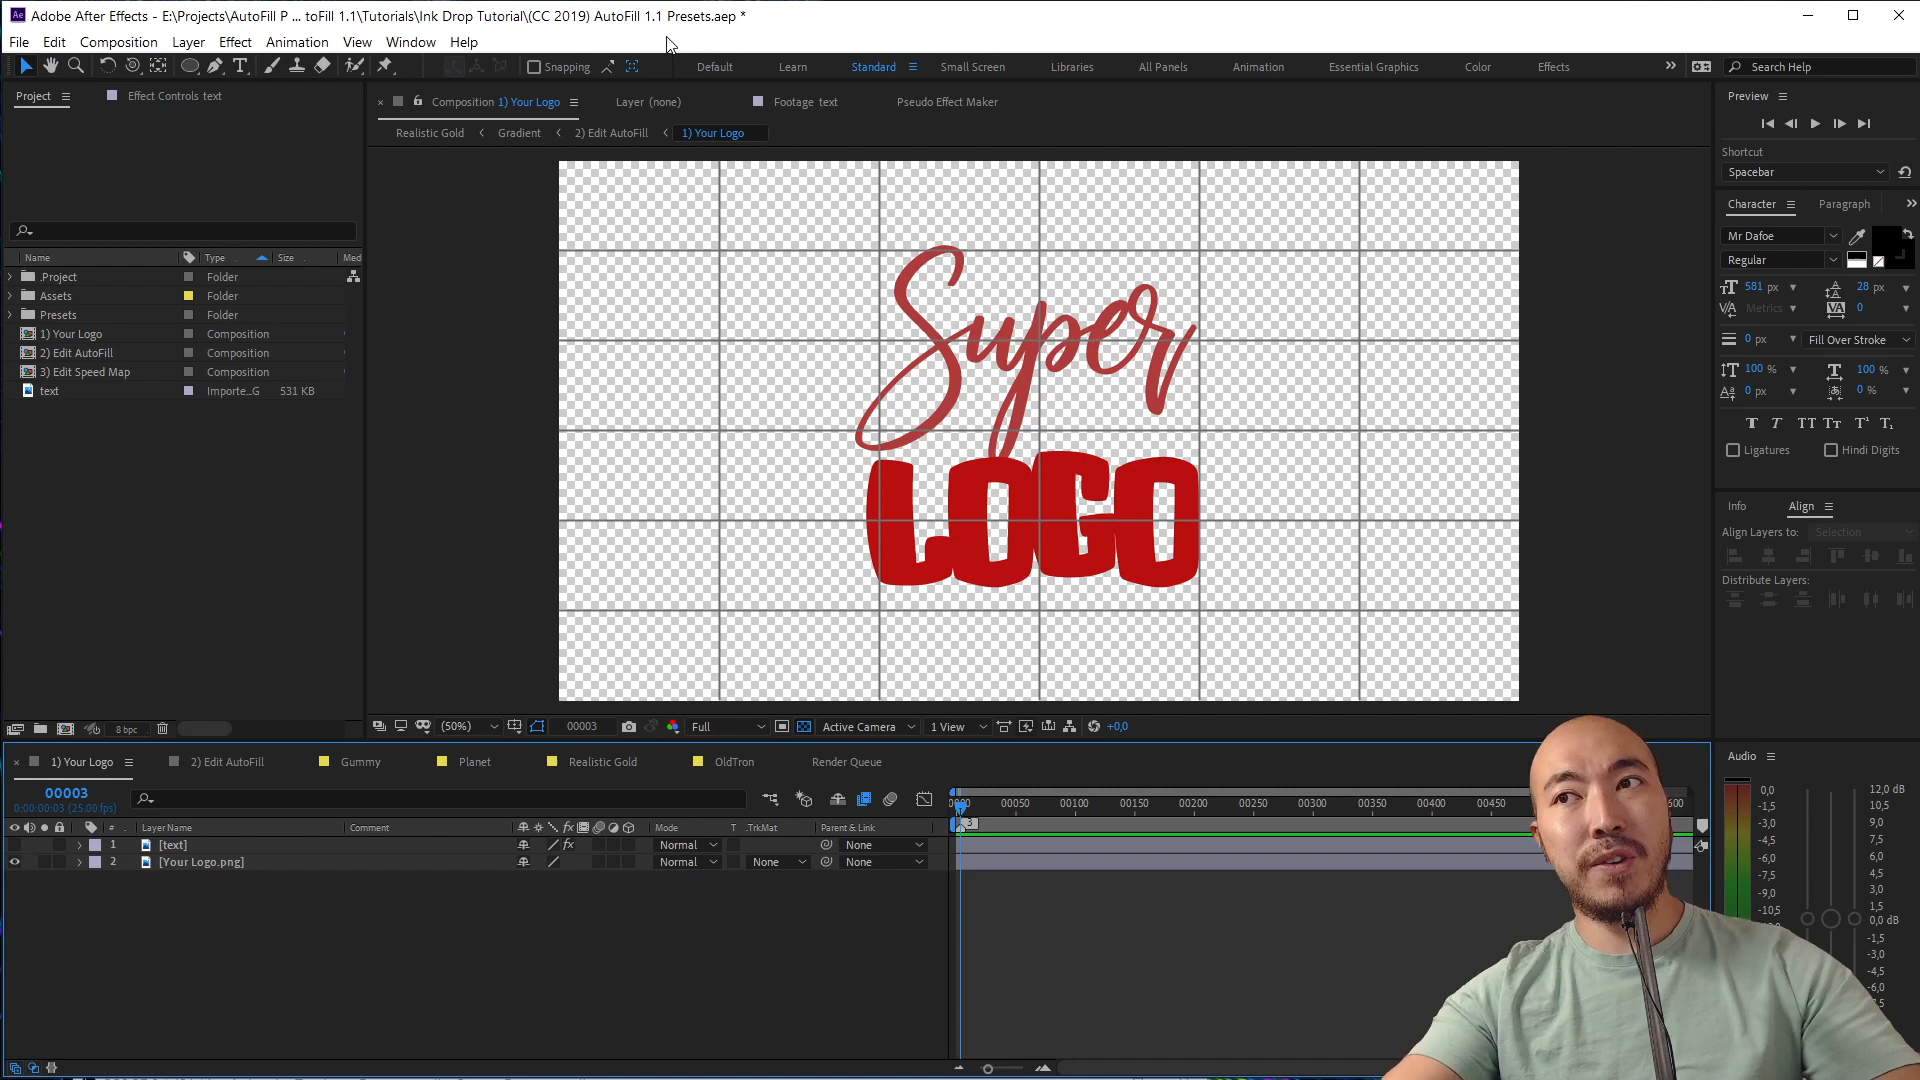 Adobe After Effects - E:\Projects\AutoFill P ... toFill 1.1\Tutorials\Ink Drop Tutorial\(CC 2019) AutoFill 1.1 Presets.aep *
File Edit Composition Layer Effect Animation View Window Help
Snapping Default Learn Standard Small Screen Libraries All Panels Animation Essential Graphics Color Effects Search Help
Project Effect Controls text
Composition 1) Your Logo Layer (none) Footage text Pseudo Effect Maker
Realistic Gold Gradient 2) Edit AutoFill 1) Your Logo
Name Type Size Med
.Project Folder
Assets Folder
Presets Folder
1) Your Logo Composition
2) Edit AutoFill Composition
3) Edit Speed Map Composition
text Importe...G 531 KB
8 bpc
Super
LOGO
(50%) 00003 Full Active Camera 1 View +0,0
Preview
Shortcut
Spacebar
Character Paragraph
Mr Dafoe
Regular
581 px 28 px
Metrics 0
0 px Fill Over Stroke
100 % 100 %
0 px 0 %
T T TT Tt T¹ T₁
Ligatures Hindi Digits
Info Align
Align Layers to: Selection
Distribute Layers:
1) Your Logo 2) Edit AutoFill Gummy Planet Realistic Gold OldTron Render Queue
00003
0:00:00:03 (25.00 fps)
0000 00050 00100 00150 00200 00250 00300 00350 00400 00450 600
3
# Layer Name Comment Mode T .TrkMat Parent & Link
1 [text] Normal None
2 [Your Logo.png] Normal None None
Audio
0,0 12,0 dB
-1,5 10,5
-3,0 9,0
-4,5 7,5
-6,0 6,0
-7,5 4,5
-9,0 3,0
-10,5 1,5
0,0 dB
-1,5
-3,0
-4,5
-6,0